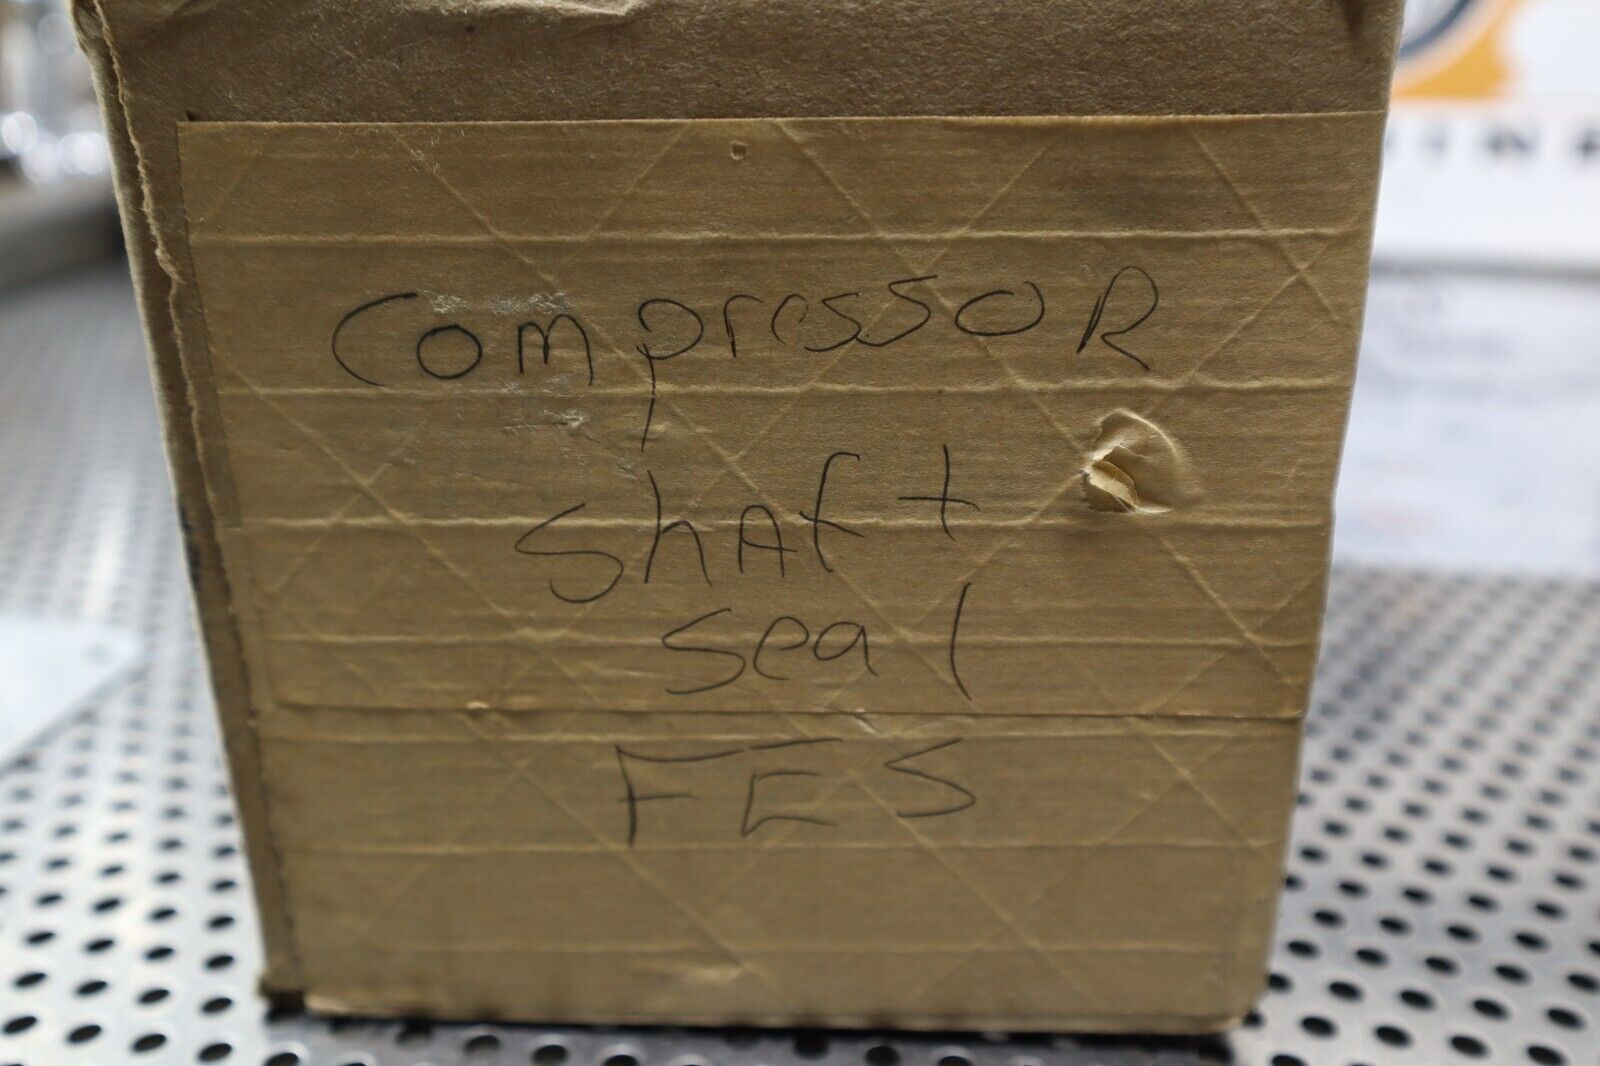 CompressoR
ShAft
Seal
FES